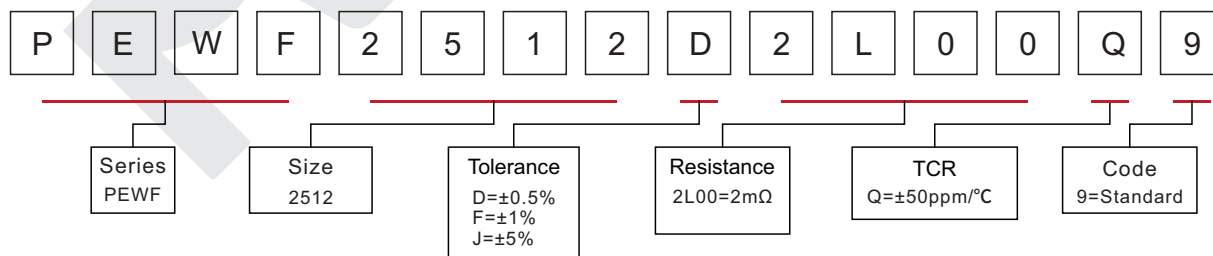 P E W F 2 5 1 2 D 2 L 0 0 Q 9
Series
PEWF
Size
2512
Tolerance
D=±0.5%
F=±1%
J=±5%
Resistance
2L00=2mΩ
TCR
Q=±50ppm/℃
Code
9=Standard